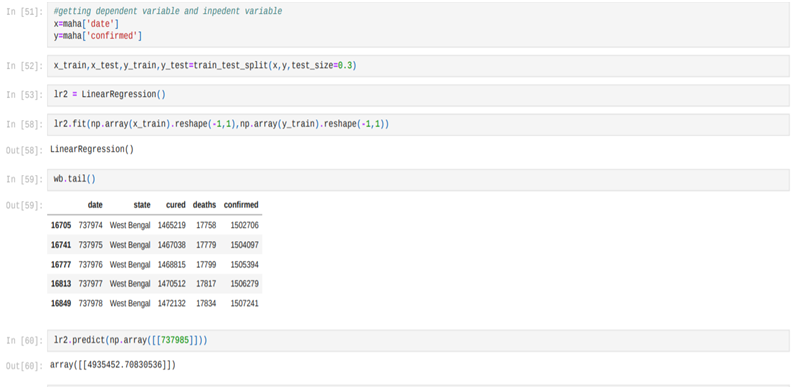 In [51]: #getting dependent variable and inpedent variable
x=maha['date']
y=maha['confirmed']
In [52]: x_train,x_test,y_train,y_test=train_test_split(x,y,test_size=0.3)
In [53]: lr2 = LinearRegression()
In [58]: lr2.fit(np.array(x_train).reshape(-1,1),np.array(y_train).reshape(-1,1))
Out[58]: LinearRegression()
In [59]: wb.tail()
Out[59]:
date state cured deaths confirmed
16705 737974 West Bengal 1465219 17758 1502706
16741 737975 West Bengal 1467038 17779 1504097
16777 737976 West Bengal 1468815 17799 1505394
16813 737977 West Bengal 1470512 17817 1506279
16849 737978 West Bengal 1472132 17834 1507241
In [60]: lr2.predict(np.array([[737985]]))
Out[60]: array([[4935452.70830536]])